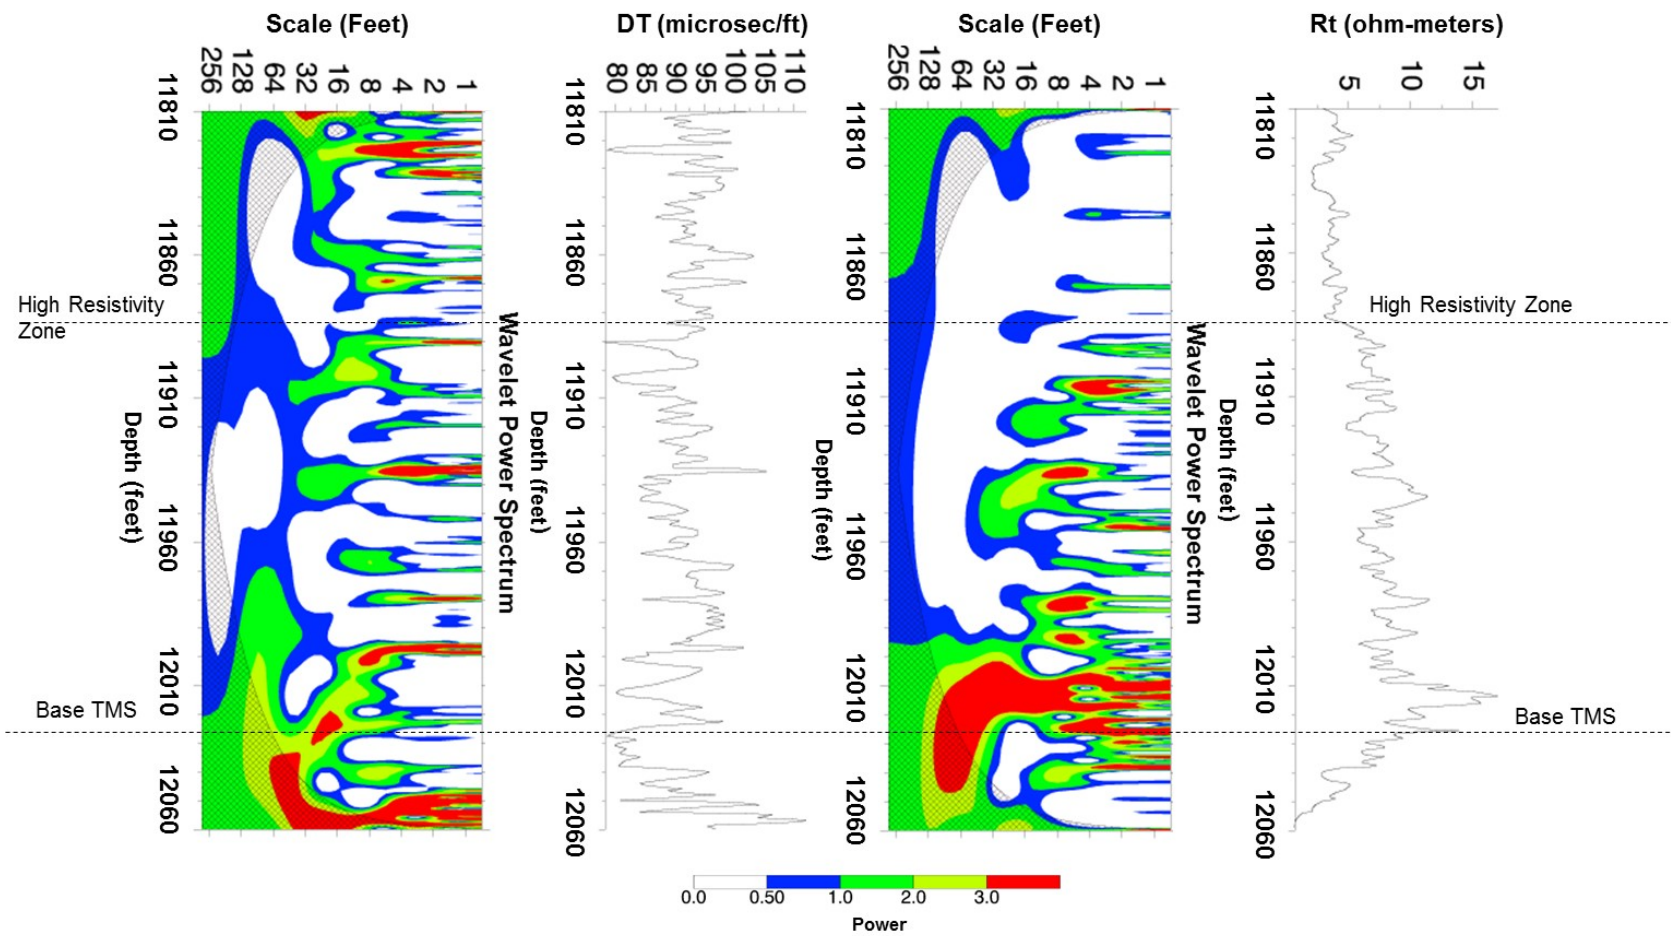 Scale (Feet)
DT (microsec/ft)
Scale (Feet)
Rt (ohm-meters)
256 128 64 32 16 8 4 2 1
80 85 90 95 100 105 110
256 128 64 32 16 8 4 2 1
5 10 15
11810 11860 11910 11960 12010 12060
Depth (feet)
Wavelet Power Spectrum
11810 11860 11910 11960 12010 12060
Depth (feet)
11810 11860 11910 11960 12010 12060
Depth (feet)
Wavelet Power Spectrum
11810 11860 11910 11960 12010 12060
Depth (feet)
High Resistivity
Zone
High Resistivity Zone
Base TMS
Base TMS
0.0 0.50 1.0 2.0 3.0
Power